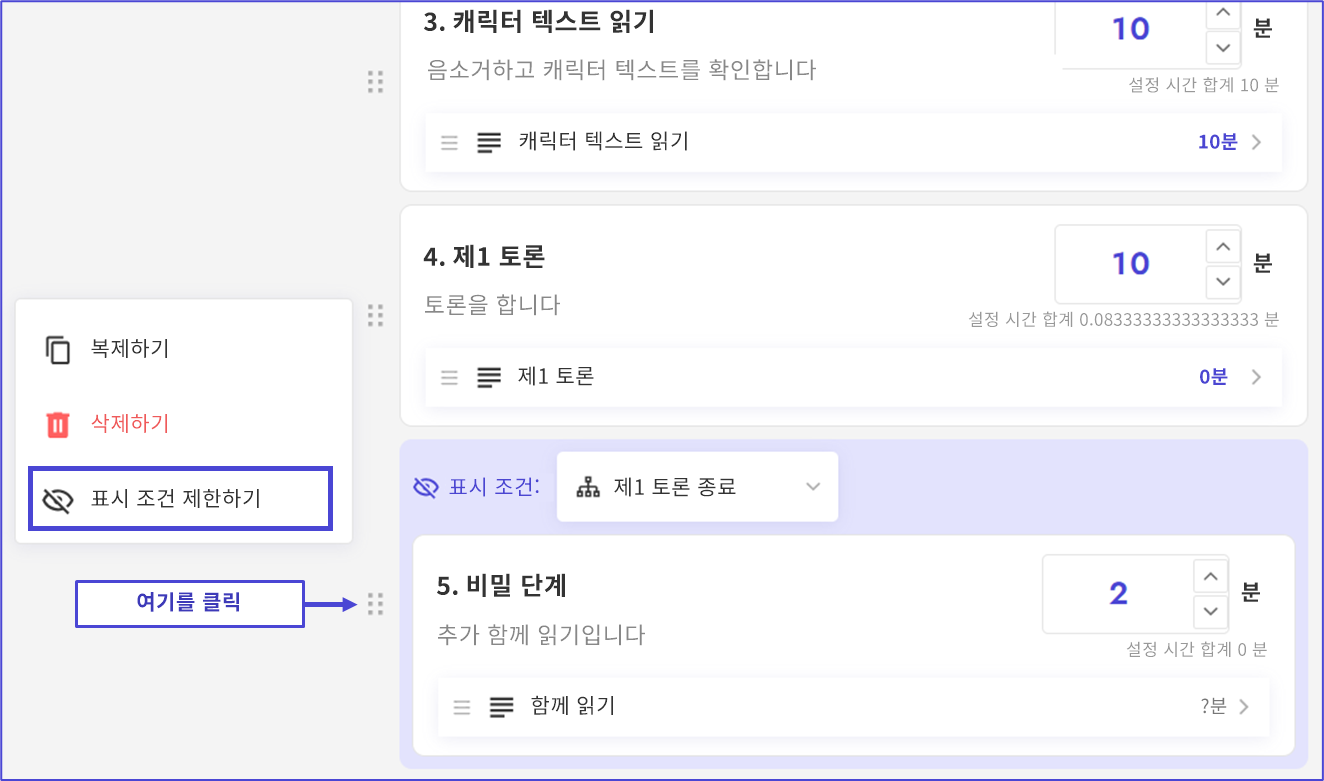 3. 캐릭터 텍스트 읽기
10
분
음소거하고 캐릭터 텍스트를 확인합니다
설정 시간 합계 10 분
캐릭터 텍스트 읽기
10분
4. 제1 토론
10
분
토론을 합니다
설정 시간 합계 0.08333333333333333 분
제1 토론
0분
복제하기
삭제하기
표시 조건 제한하기
여기를 클릭
표시 조건:
제1 토론 종료
5. 비밀 단계
2
분
추가 함께 읽기입니다
설정 시간 합계 0 분
함께 읽기
?분